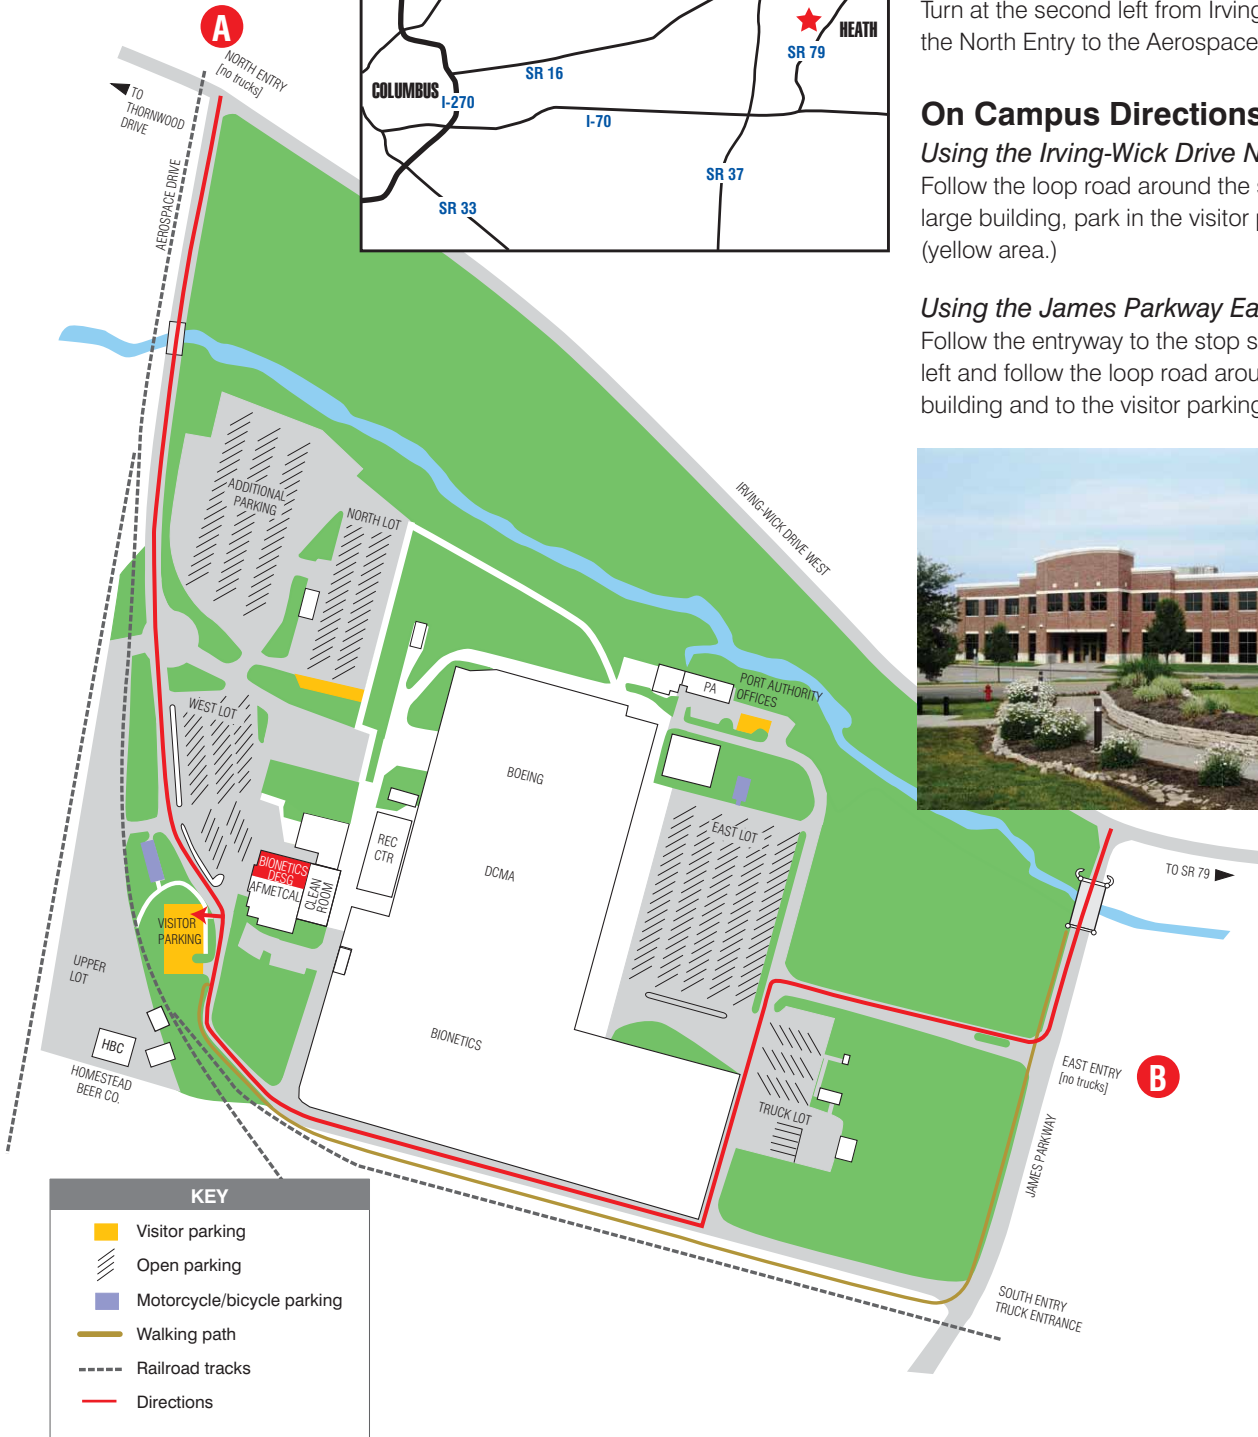 Turn at the second left from Irving
the North Entry to the Aerospace
On Campus Directions
Using the Irving-Wick Drive N
Follow the loop road around the
large building, park in the visitor
(yellow area.)
Using the James Parkway Ea
Follow the entryway to the stop
left and follow the loop road
building and to the visitor parking
HEATH
SR 79
SR 16
COLUMBUS
I-270
I-70
SR 37
SR 33
A
NORTH ENTRY
[no trucks]
TO
THORNWOOD
DRIVE
AEROSPACE DRIVE
ADDITIONAL
PARKING
NORTH LOT
IRVING-WICK DRIVE WEST
WEST LOT
PA
PORT AUTHORITY
OFFICES
BOEING
EAST LOT
REC
CTR
DCMA
BIONETICS
DESG
AFMETCAL
CLEAN
ROOM
TO SR 79
VISITOR
PARKING
UPPER
LOT
HBC
HOMESTEAD
BEER CO.
BIONETICS
TRUCK LOT
EAST ENTRY
[no trucks]
B
JAMES PARKWAY
SOUTH ENTRY
TRUCK ENTRANCE
KEY
Visitor parking
Open parking
Motorcycle/bicycle parking
Walking path
Railroad tracks
Directions